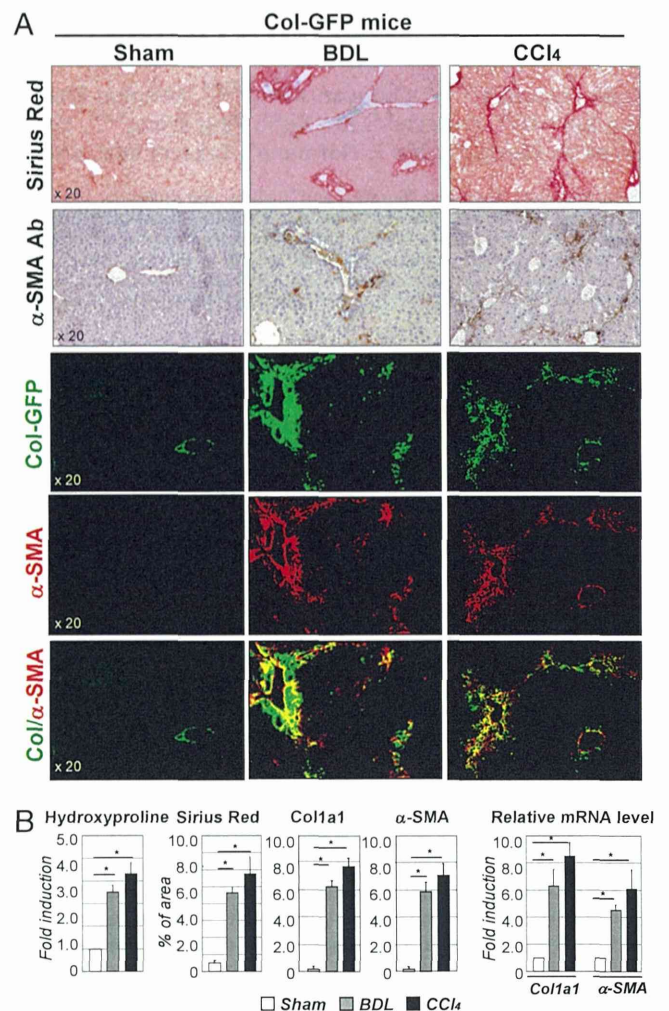 A
Col-GFP mice
Sham BDL CCl₄
Sirius Red
x 20
α-SMA Ab
x 20
Col-GFP
x 20
α-SMA
x 20
Col/α-SMA
x 20
B
Hydroxyproline Sirius Red Col1a1 α-SMA Relative mRNA level
Fold induction
5.0
4.0
3.0
2.0
1.0
0
* *
% of area
10.0
8.0
6.0
4.0
2.0
0
* *
10.0
8.0
6.0
4.0
2.0
0
* *
10.0
8.0
6.0
4.0
2.0
0
* *
Fold induction
10.0
8.0
6.0
4.0
2.0
0
* * * *
Col1a1 α-SMA
Sham BDL CCl₄